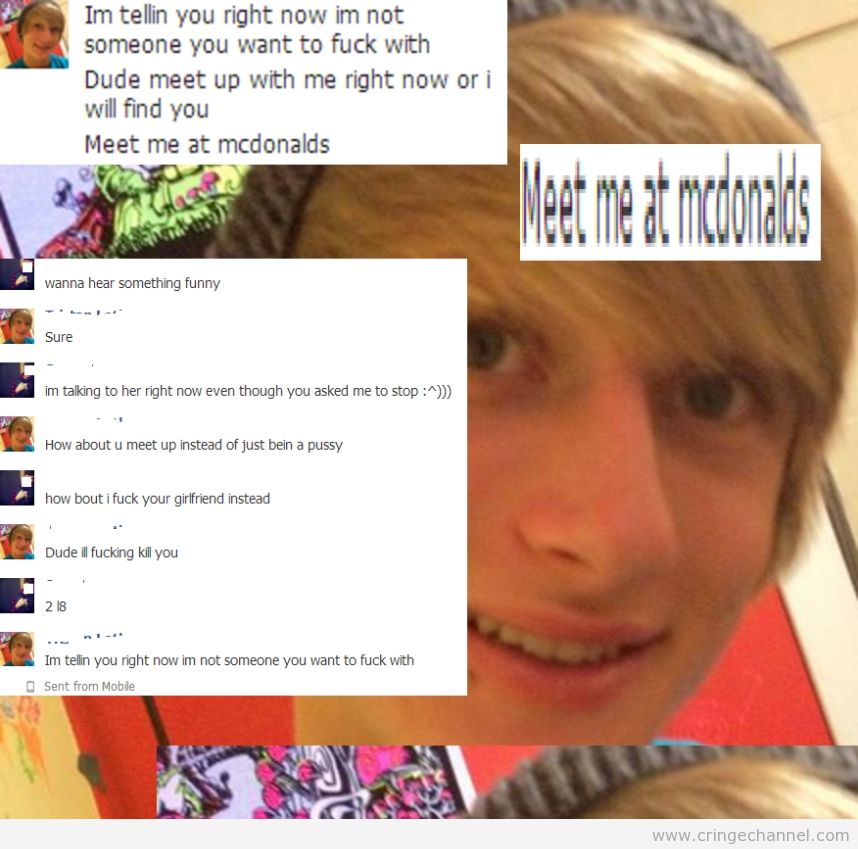 Im tellin you right now im not
someone you want to fuck with
Dude meet up with me right now or i
will find you
Meet me at mcdonalds
Meet me at mcdonalds
wanna hear something funny
Sure
im talking to her right now even though you asked me to stop :^)))
How about u meet up instead of just bein a pussy
how bout i fuck your girlfriend instead
Dude ill fucking kill you
2 l8
Im tellin you right now im not someone you want to fuck with
Sent from Mobile
www.cringechannel.com